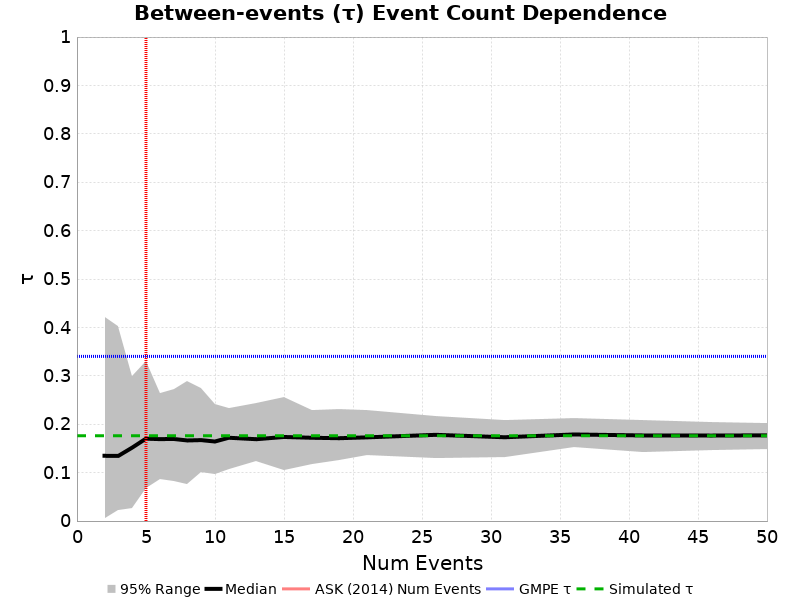 Between-events (τ) Event Count Dependence
1
0.9
0.8
0.7
0.6
0.5
0.4
0.3
0.2
0.1
0
τ
0 5 10 15 20 25 30 35 40 45 50
Num Events
95% Range Median ASK (2014) Num Events GMPE τ Simulated τ